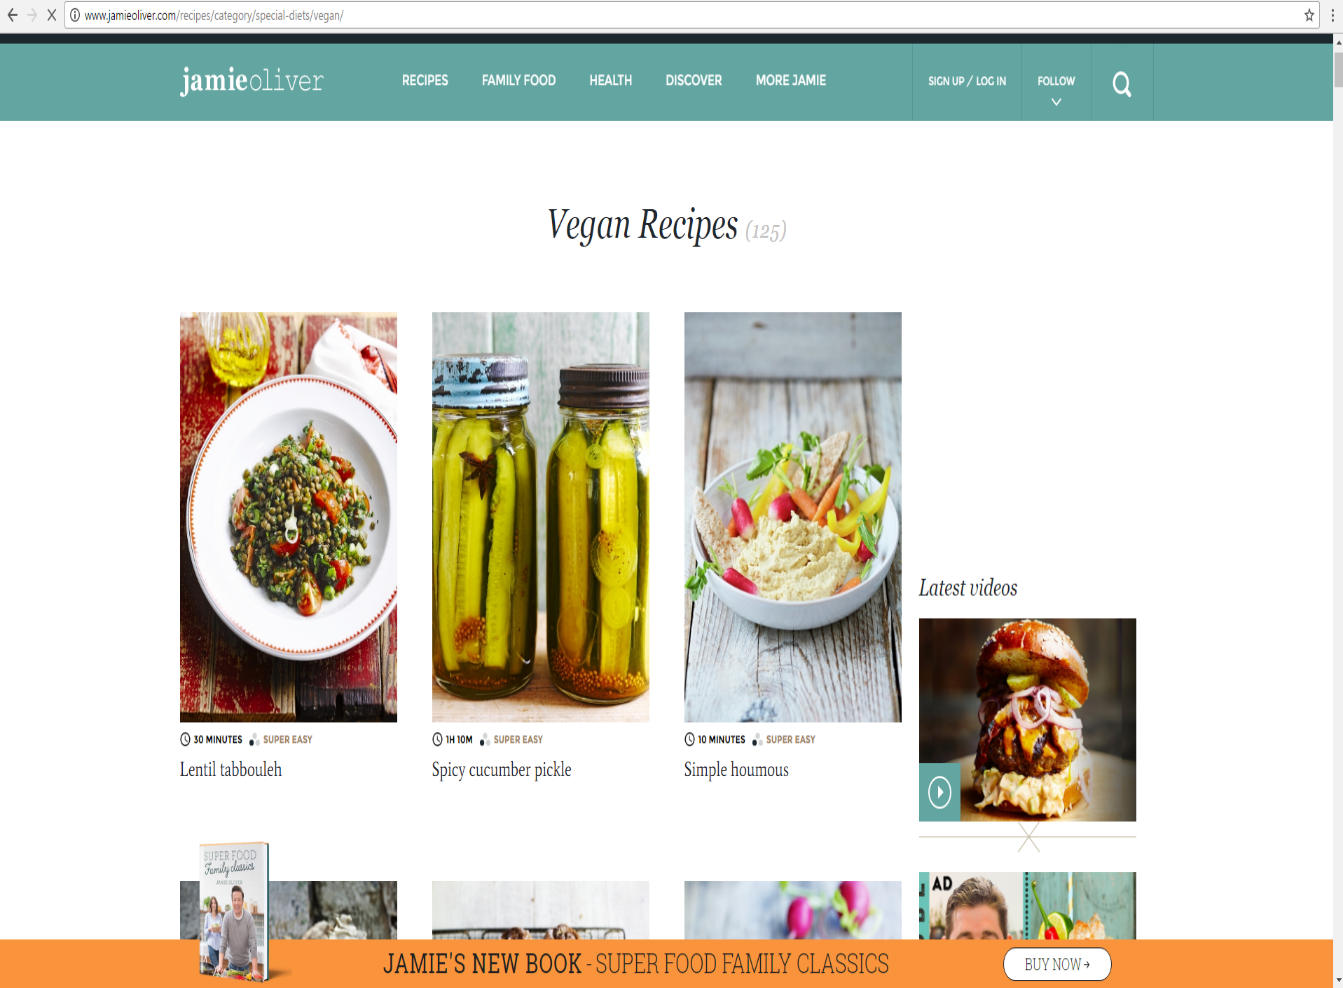 www.jamieoliver.com/recipes/category/special-diets/vegan/
jamieoliver
RECIPES FAMILY FOOD HEALTH DISCOVER MORE JAMIE SIGN UP / LOG IN FOLLOW
Vegan Recipes (125)
30 MINUTES SUPER EASY
Lentil tabbouleh
1H 10M SUPER EASY
Spicy cucumber pickle
10 MINUTES SUPER EASY
Simple houmous
Latest videos
AD
SUPER FOOD
Family classics
JAMIE OLIVER
JAMIE'S NEW BOOK - SUPER FOOD FAMILY CLASSICS
BUY NOW →